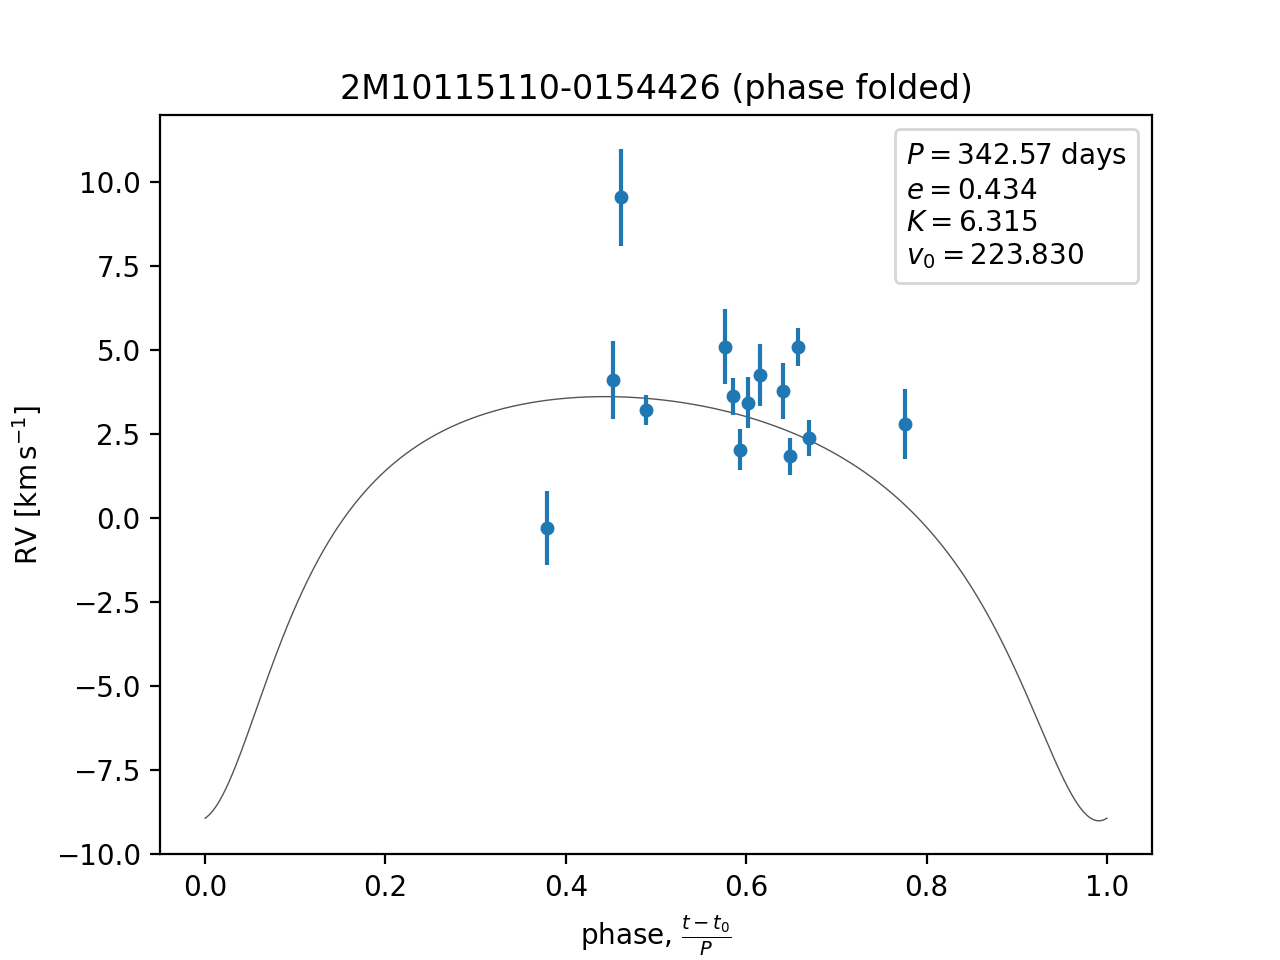 2M10115110-0154426 (phase folded)
P = 342.57 days
e = 0.434
K = 6.315
v₀ = 223.830
10.0
7.5
5.0
2.5
0.0
−2.5
−5.0
−7.5
−10.0
RV [km s⁻¹]
0.0 0.2 0.4 0.6 0.8 1.0
phase, (t − t₀)/P